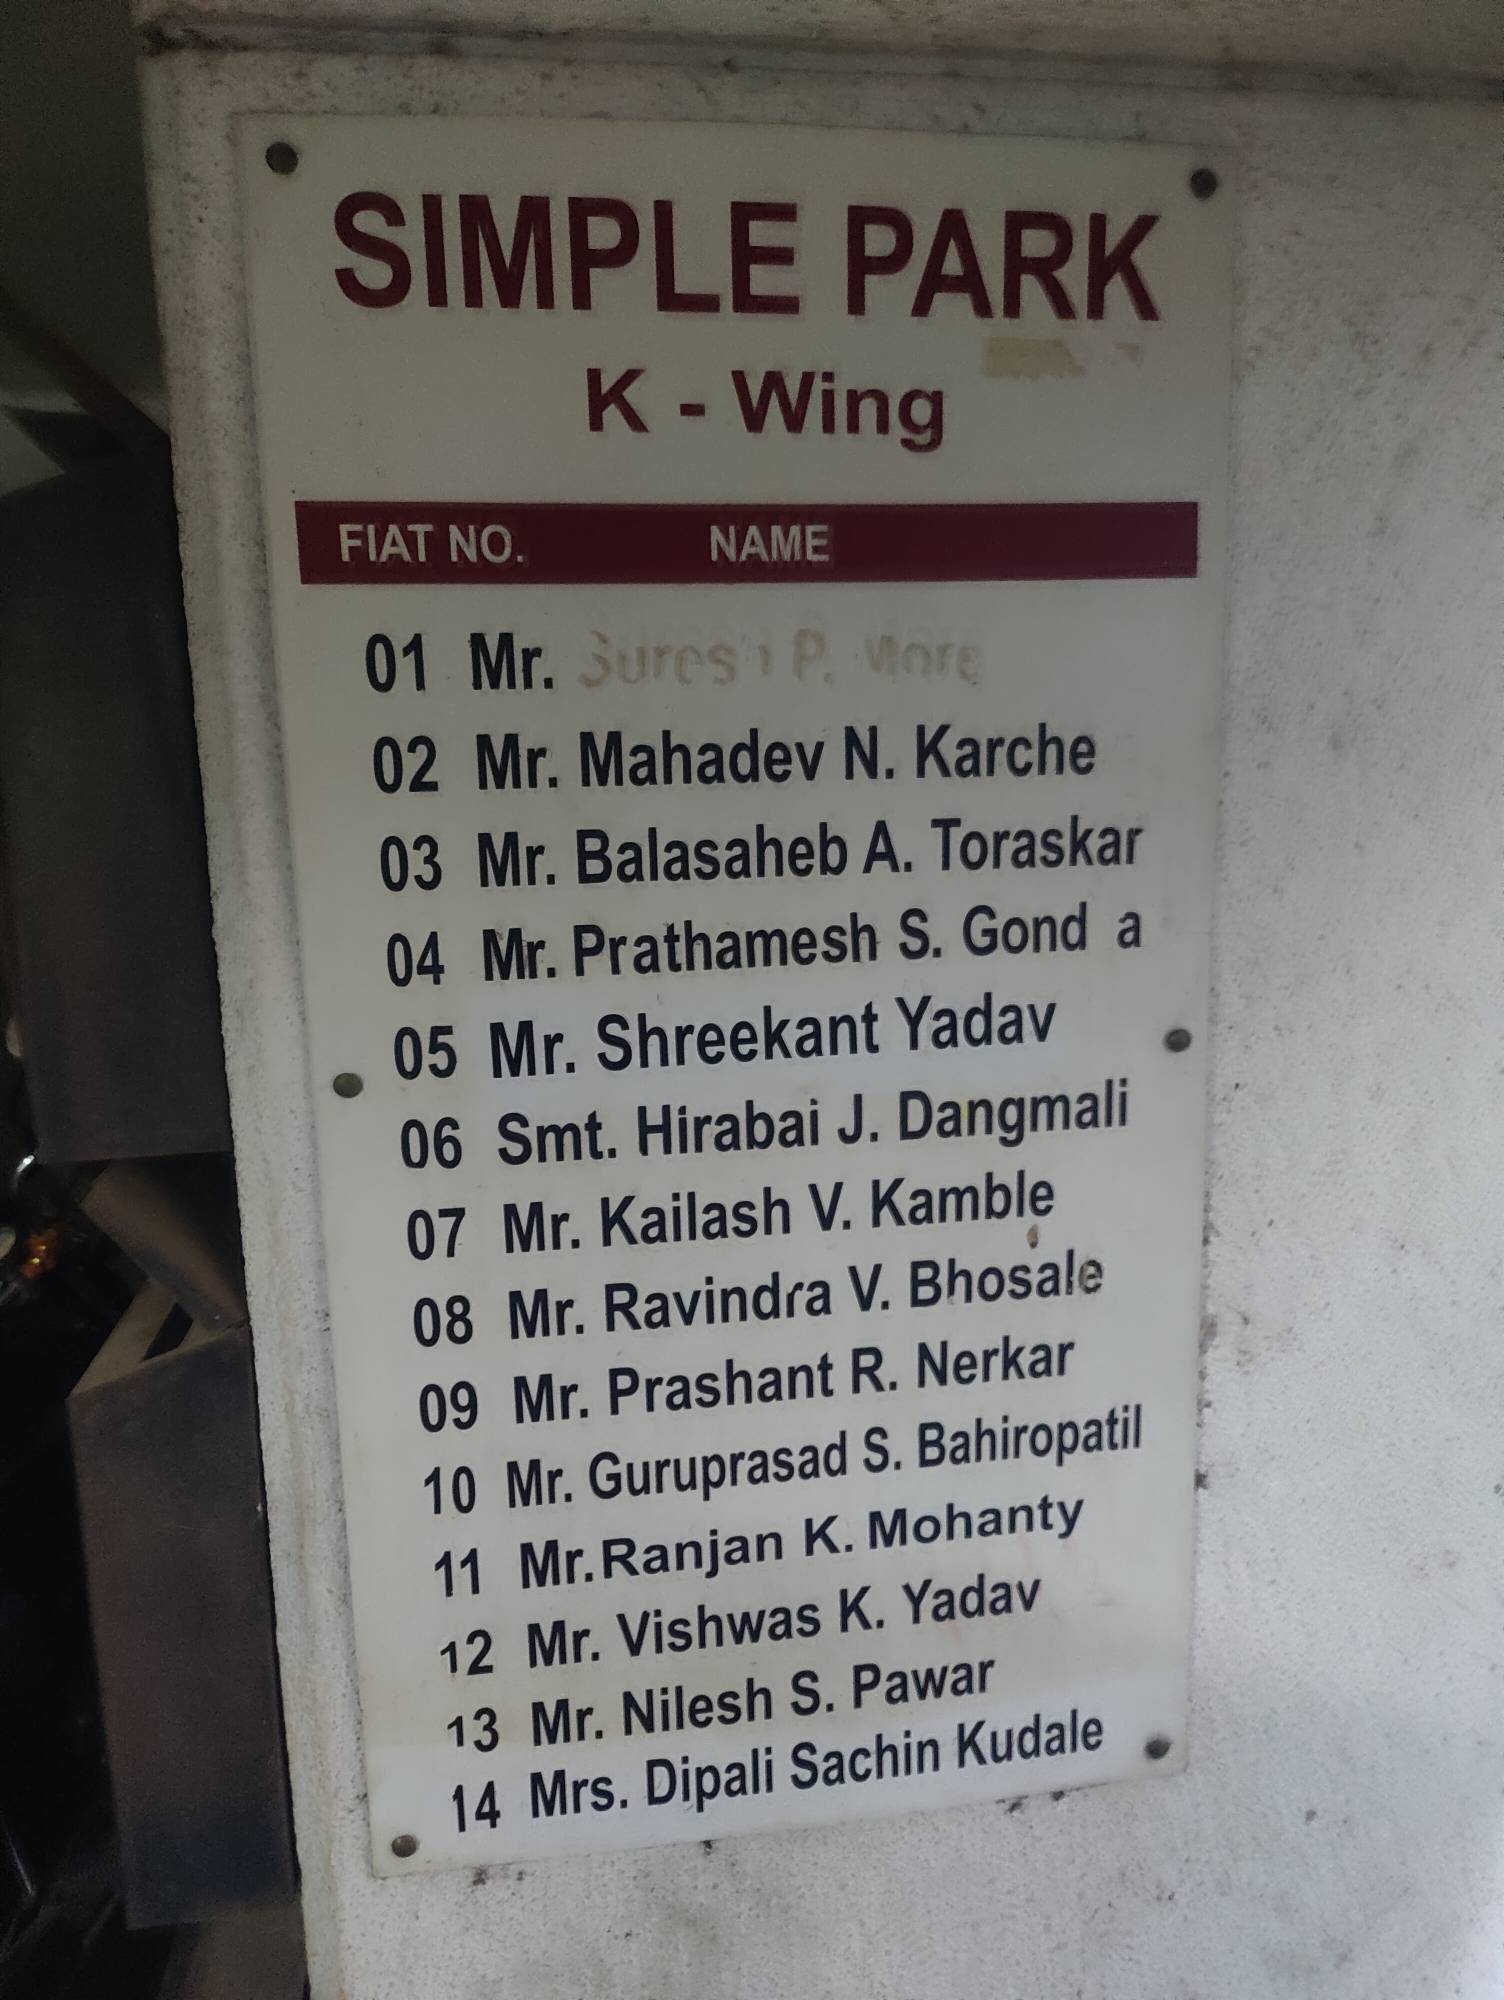 SIMPLE PARK
K - Wing
FIAT NO. NAME
01 Mr. P.
02 Mr. Mahadev N. Karche
03 Mr. Balasaheb A. Toraskar
04 Mr. Prathamesh S. Gond a
05 Mr. Shreekant Yadav
06 Smt. Hirabai J. Dangmali
07 Mr. Kailash V. Kamble
08 Mr. Ravindra V. Bhosale
09 Mr. Prashant R. Nerkar
10 Mr. Guruprasad S. Bahiropatil
11 Mr.Ranjan K. Mohanty
12 Mr. Vishwas K. Yadav
13 Mr. Nilesh S. Pawar
14 Mrs. Dipali Sachin Kudale